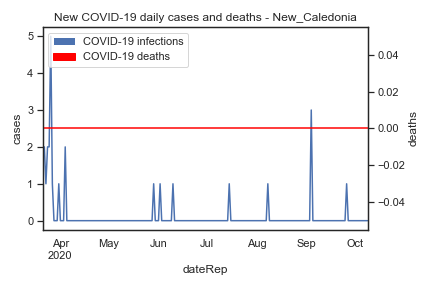 New COVID-19 daily cases and deaths - New_Caledonia
COVID-19 infections
COVID-19 deaths
5
4
3
2
1
0
cases
0.04
0.02
0.00
−0.02
−0.04
deaths
Apr May Jun Jul Aug Sep Oct
2020
dateRep